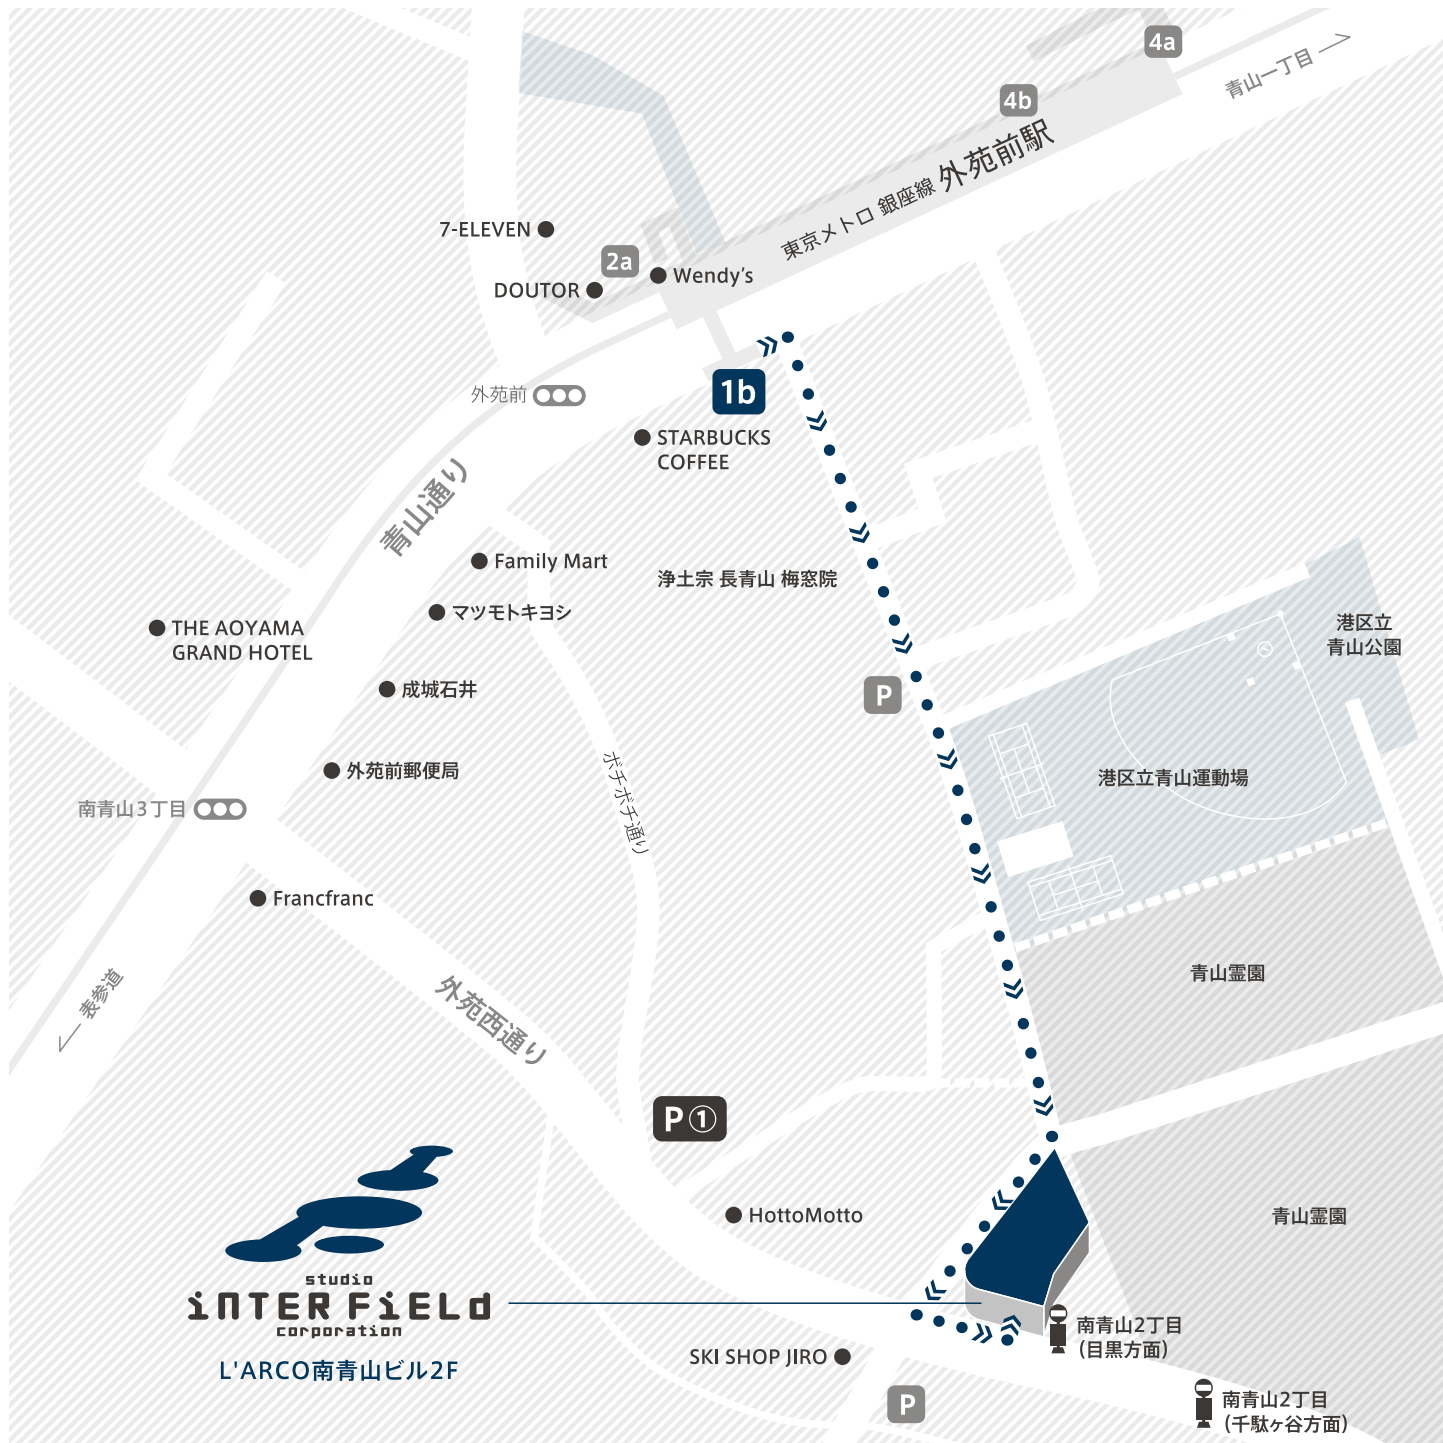 4a
青山一丁目
4b
東京メトロ 銀座線 外苑前駅
7-ELEVEN
2a
Wendy's
DOUTOR
1b
外苑前
STARBUCKS
COFFEE
青山通り
Family Mart
浄土宗 長青山 梅窓院
マツモトキヨシ
THE AOYAMA
GRAND HOTEL
港区立
青山公園
成城石井
P
外苑前郵便局
港区立青山運動場
ボチボチ通り
南青山3丁目
Francfranc
青山霊園
表参道
外苑西通り
P①
HottoMotto
青山霊園
studio
iNTER FiELd
corporation
L'ARCO南青山ビル2F
南青山2丁目
(目黒方面)
SKI SHOP JIRO
P
南青山2丁目
(千駄ヶ谷方面)